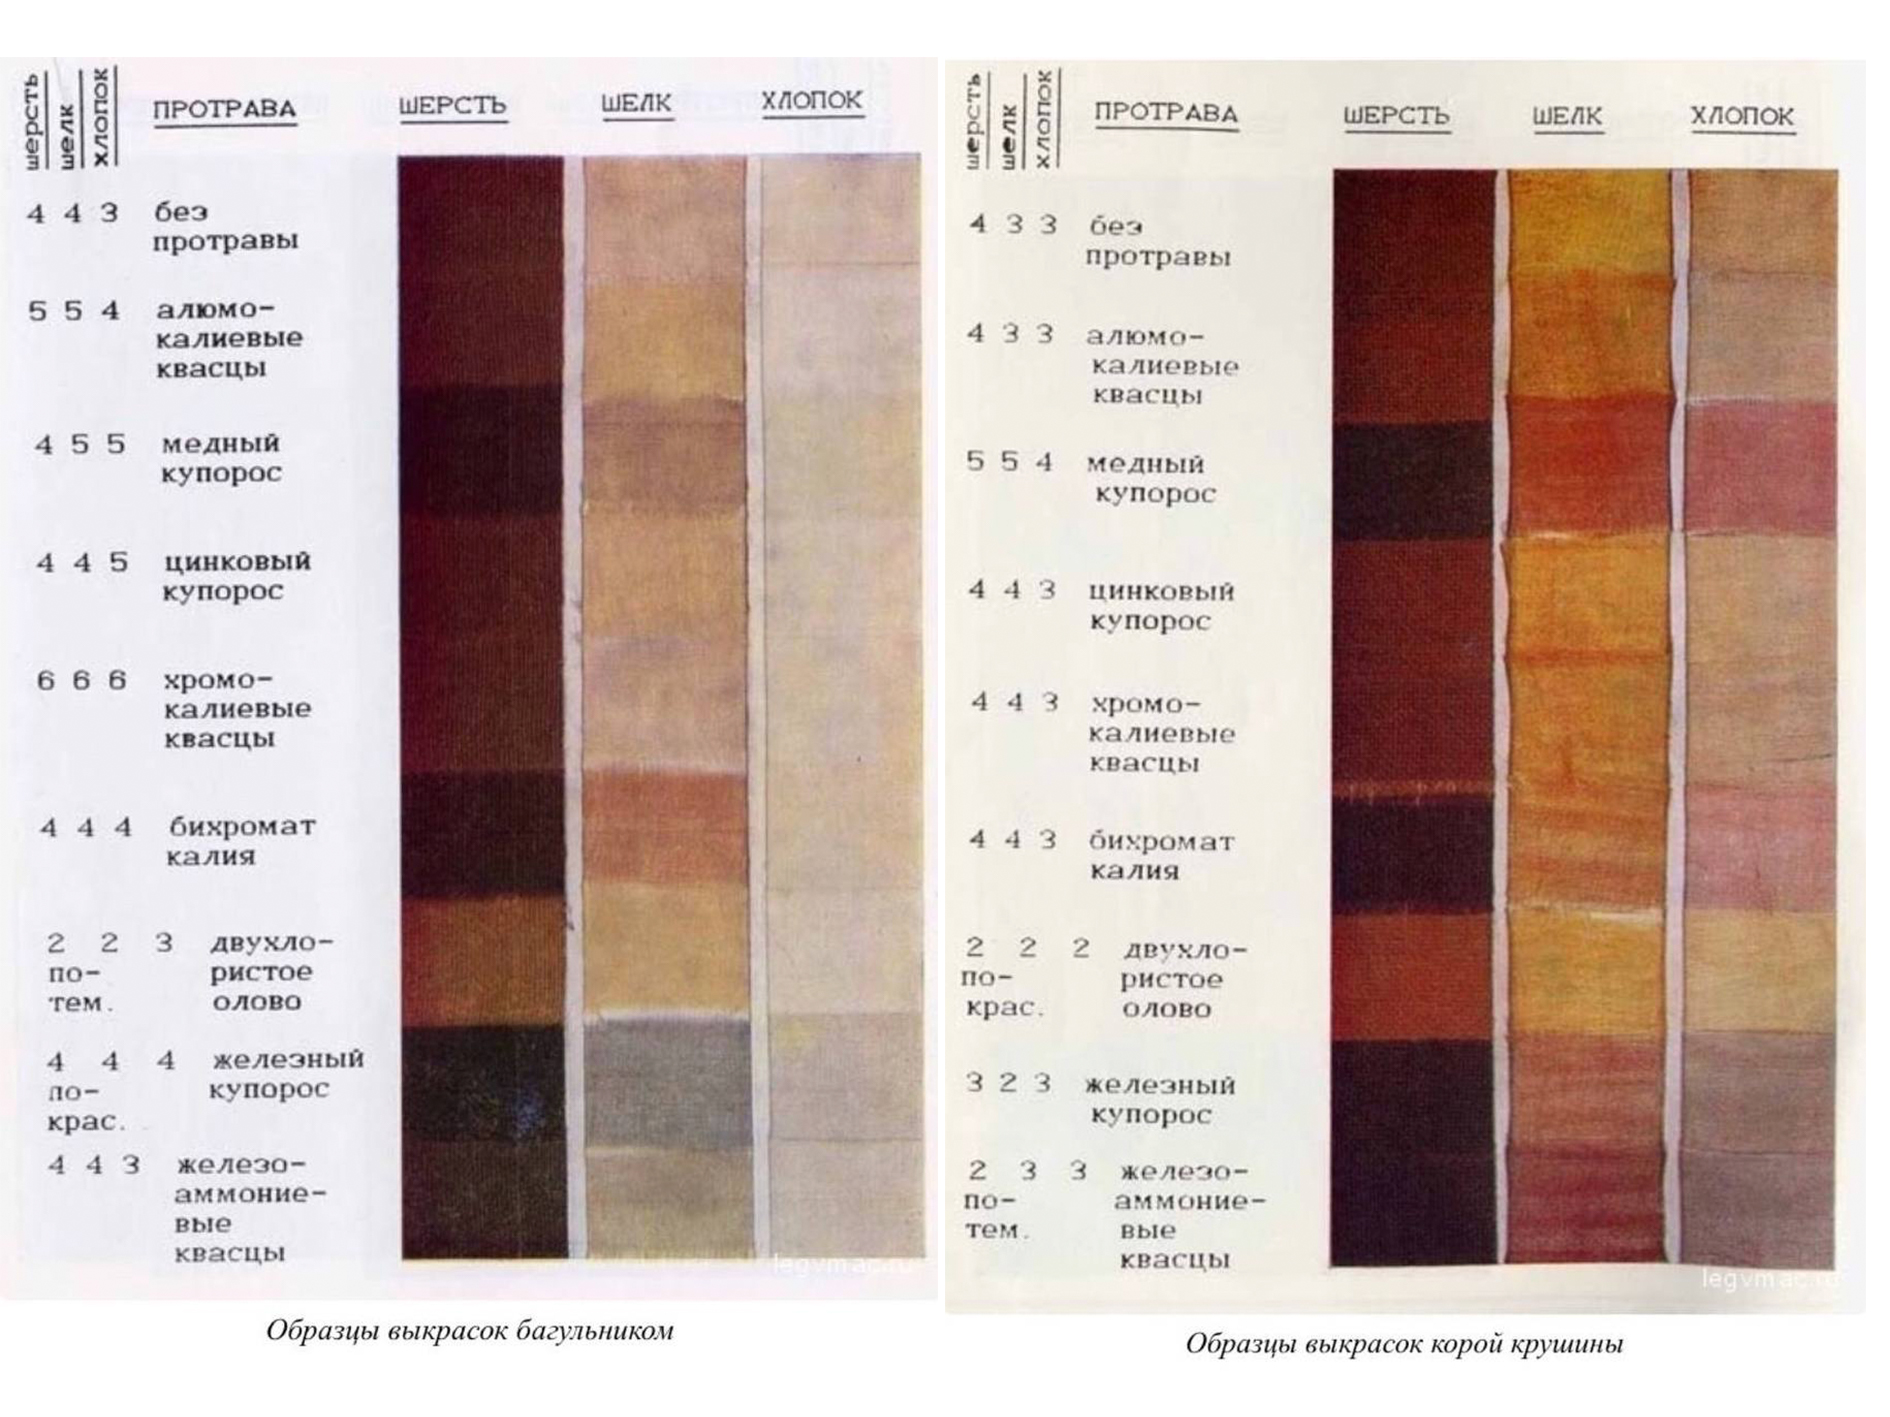 шерсть
шелк
хлопок
ПРОТРАВА
ШЕРСТЬ
ШЕЛК
ХЛОПОК
4 4 3 без
протравы
5 5 4 алюмо-
калиевые
квасцы
4 5 5 медный
купорос
4 4 5 цинковый
купорос
6 6 6 хромо-
калиевые
квасцы
4 4 4 бихромат
калия
2 2 3 двухло-
по- ристое
тем. олово
4 4 4 железный
по- купорос
крас.
4 4 3 железо-
аммоние-
вые
квасцы
legvmac.ru
Образцы выкрасок багульником
шерсть
шелк
хлопок
ПРОТРАВА
ШЕРСТЬ
ШЕЛК
ХЛОПОК
4 3 3 без
протравы
4 3 3 алюмо-
калиевые
квасцы
5 5 4 медный
купорос
4 4 3 цинковый
купорос
4 4 3 хромо-
калиевые
квасцы
4 4 3 бихромат
калия
2 2 2 двухло-
по- ристое
крас. олово
3 2 3 железный
купорос
2 3 3 железо-
по- аммоние-
тем. вые
квасцы
legvmac.ru
Образцы выкрасок корой крушины